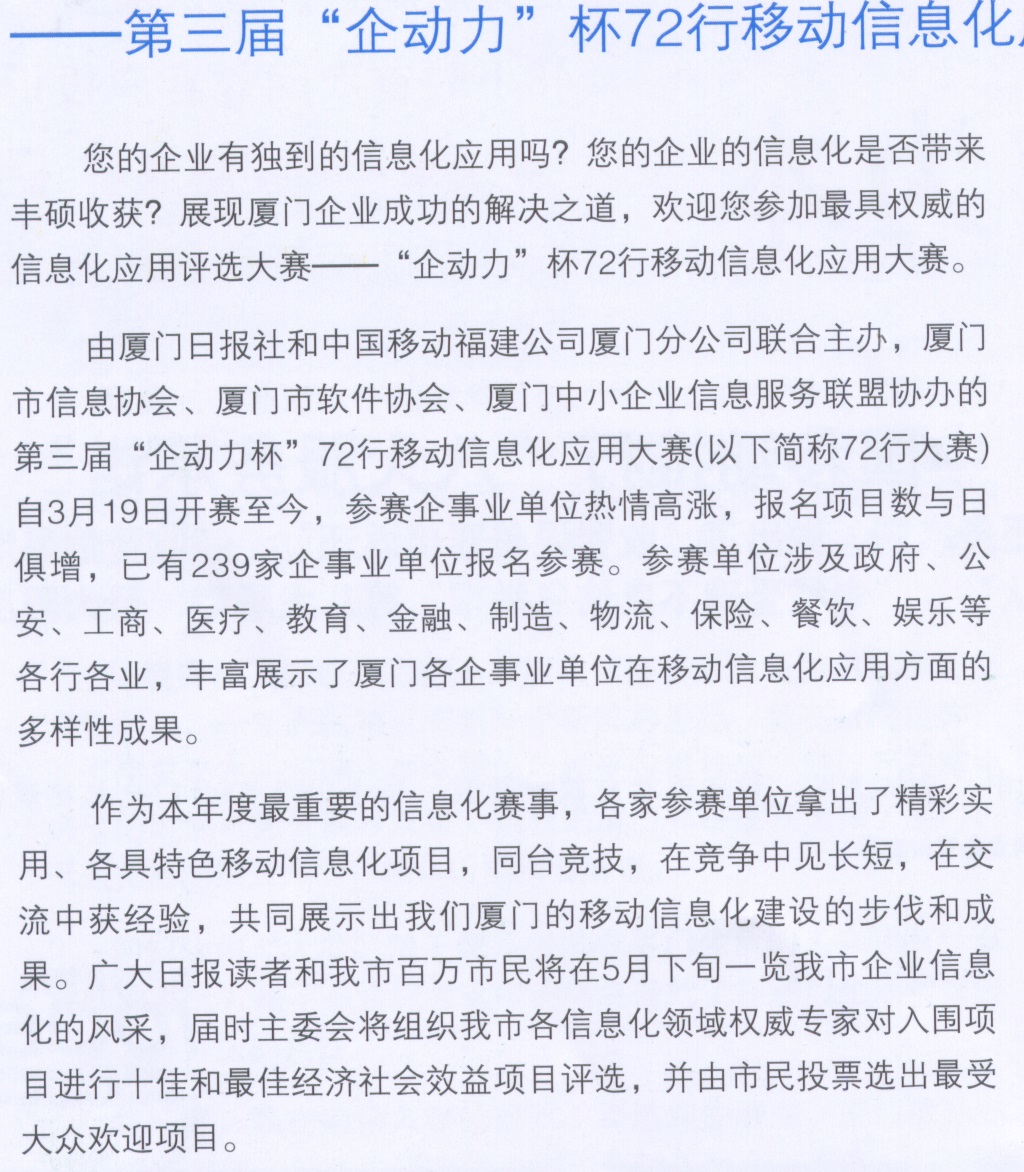 ——第三届“企动力”杯72行移动信息化
您的企业有独到的信息化应用吗？您的企业的信息化是否带来
丰硕收获？展现厦门企业成功的解决之道，欢迎您参加最具权威的
信息化应用评选大赛——“企动力”杯72行移动信息化应用大赛。
由厦门日报社和中国移动福建公司厦门分公司联合主办，厦门
市信息协会、厦门市软件协会、厦门中小企业信息服务联盟协办的
第三届“企动力杯”72行移动信息化应用大赛(以下简称72行大赛)
自3月19日开赛至今，参赛企事业单位热情高涨，报名项目数与日
俱增，已有239家企事业单位报名参赛。参赛单位涉及政府、公
安、工商、医疗、教育、金融、制造、物流、保险、餐饮、娱乐等
各行各业，丰富展示了厦门各企事业单位在移动信息化应用方面的
多样性成果。
作为本年度最重要的信息化赛事，各家参赛单位拿出了精彩实
用、各具特色移动信息化项目，同台竞技，在竞争中见长短，在交
流中获经验，共同展示出我们厦门的移动信息化建设的步伐和成
果。广大日报读者和我市百万市民将在5月下旬一览我市企业信息
化的风采，届时主委会将组织我市各信息化领域权威专家对入围项
目进行十佳和最佳经济社会效益项目评选，并由市民投票选出最受
大众欢迎项目。